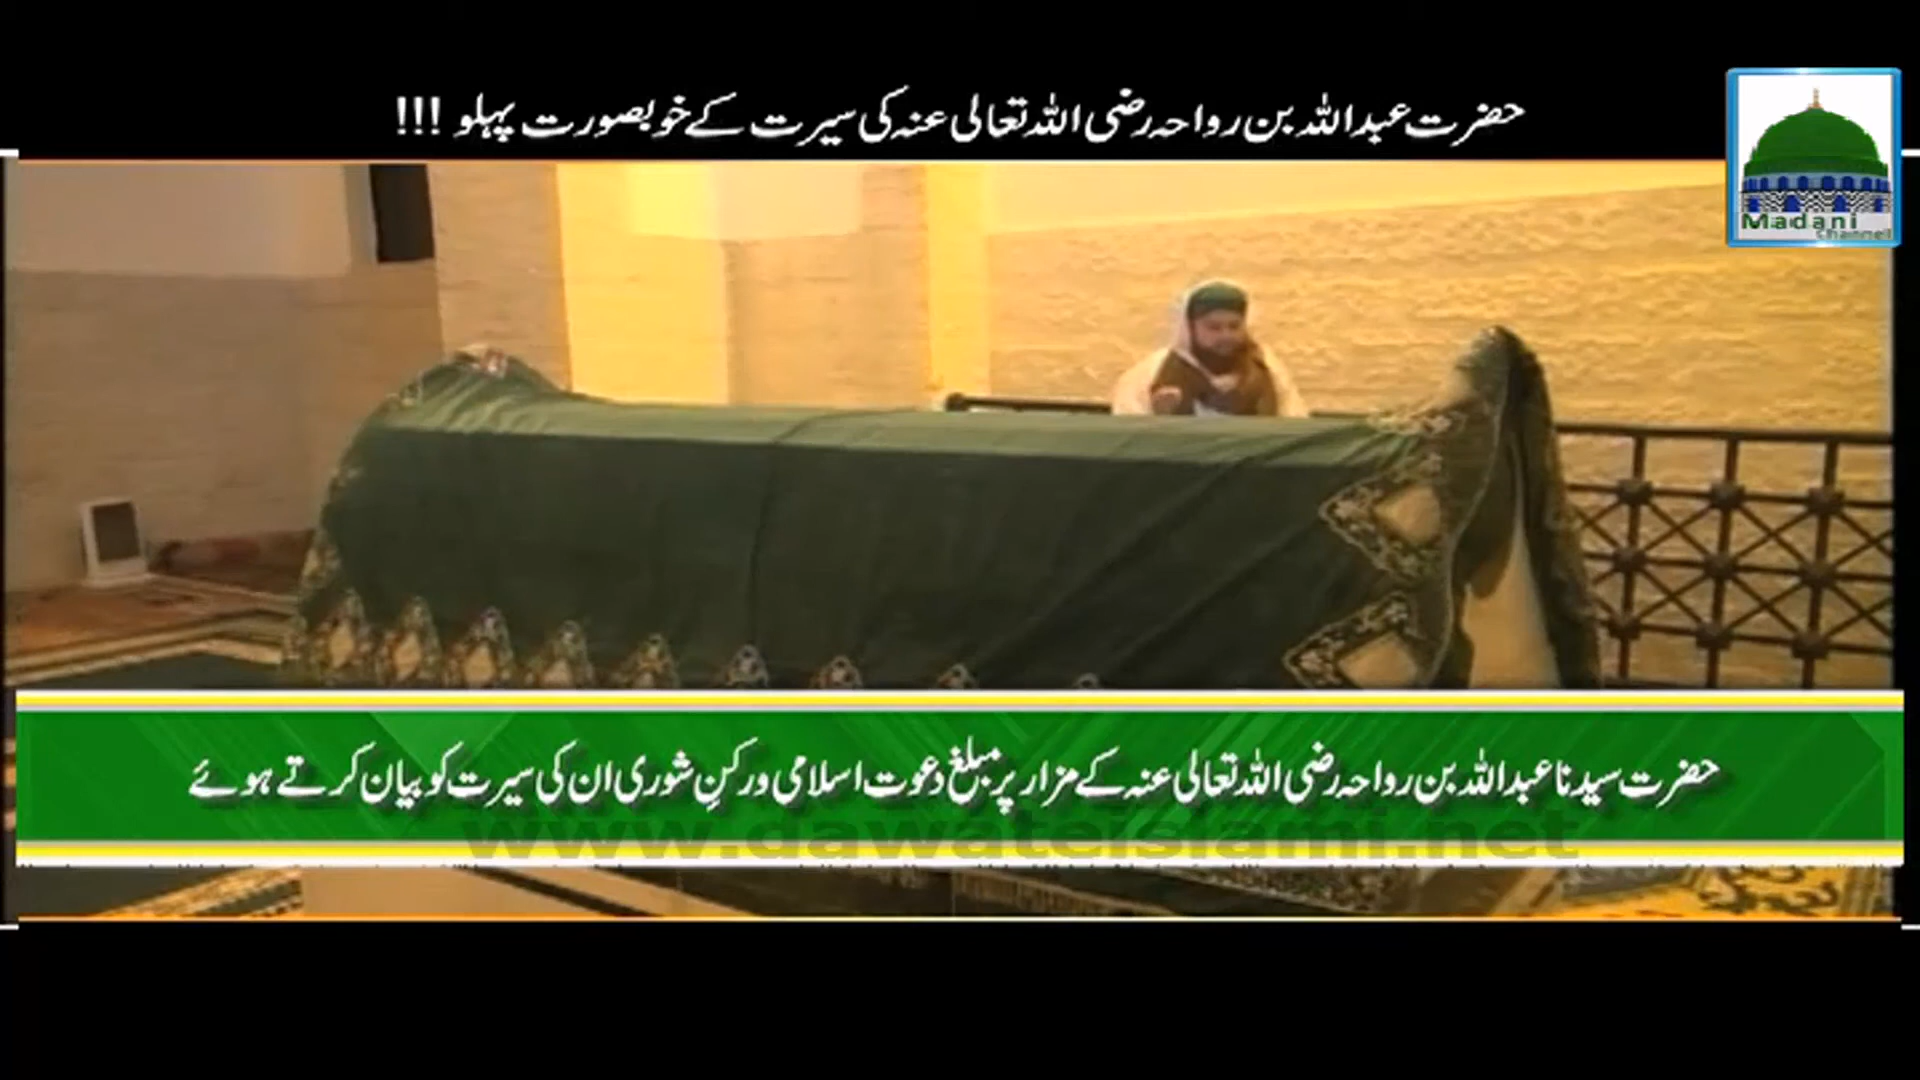 حضرت عبداللہ بن رواحہ رضی اللہ تعالی عنہ کی سیرت کے خوبصورت پہلو !!!
Madani
Channel
حضرت سیدنا عبداللہ بن رواحہ رضی اللہ تعالی عنہ کے مزار پر مبلغ دعوت اسلامی و رکنِ شوری ان کی سیرت کو بیان کرتے ہوئے
www.dawateislami.net